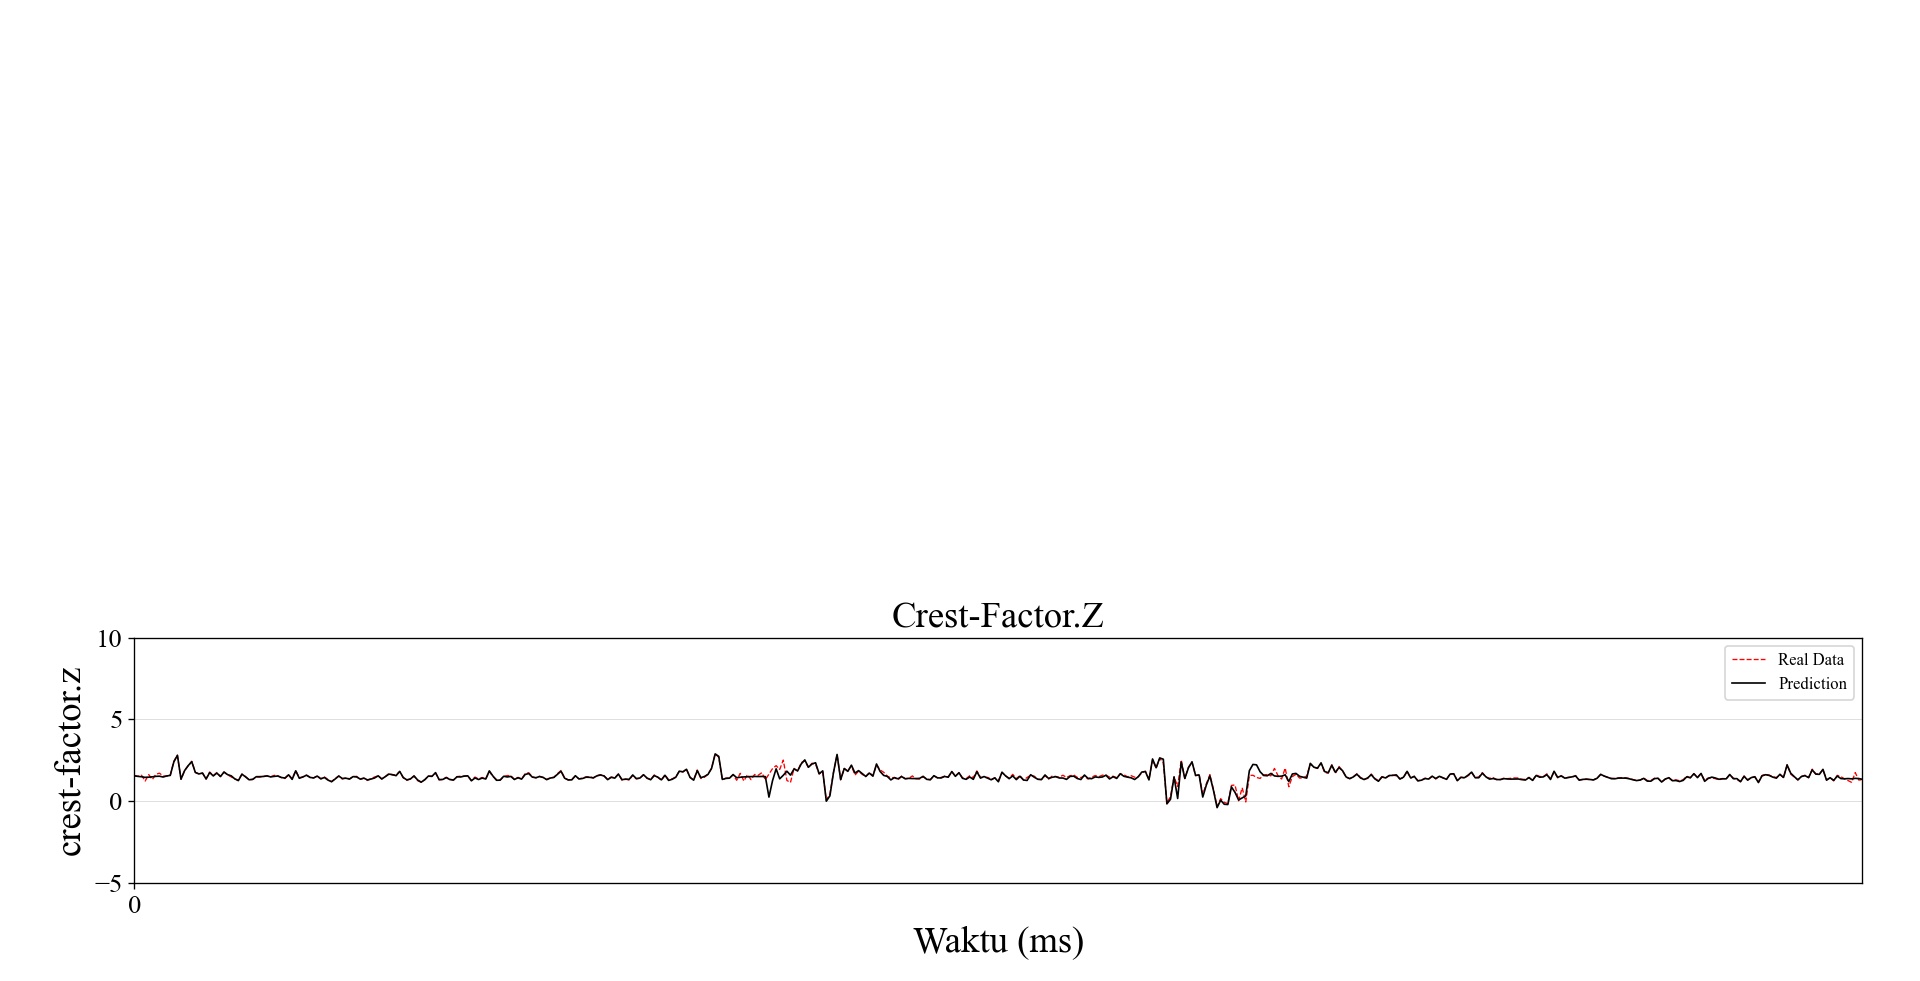 Crest-Factor.Z
10
5
0
−5
crest-factor.z
Real Data
Prediction
0
Waktu (ms)